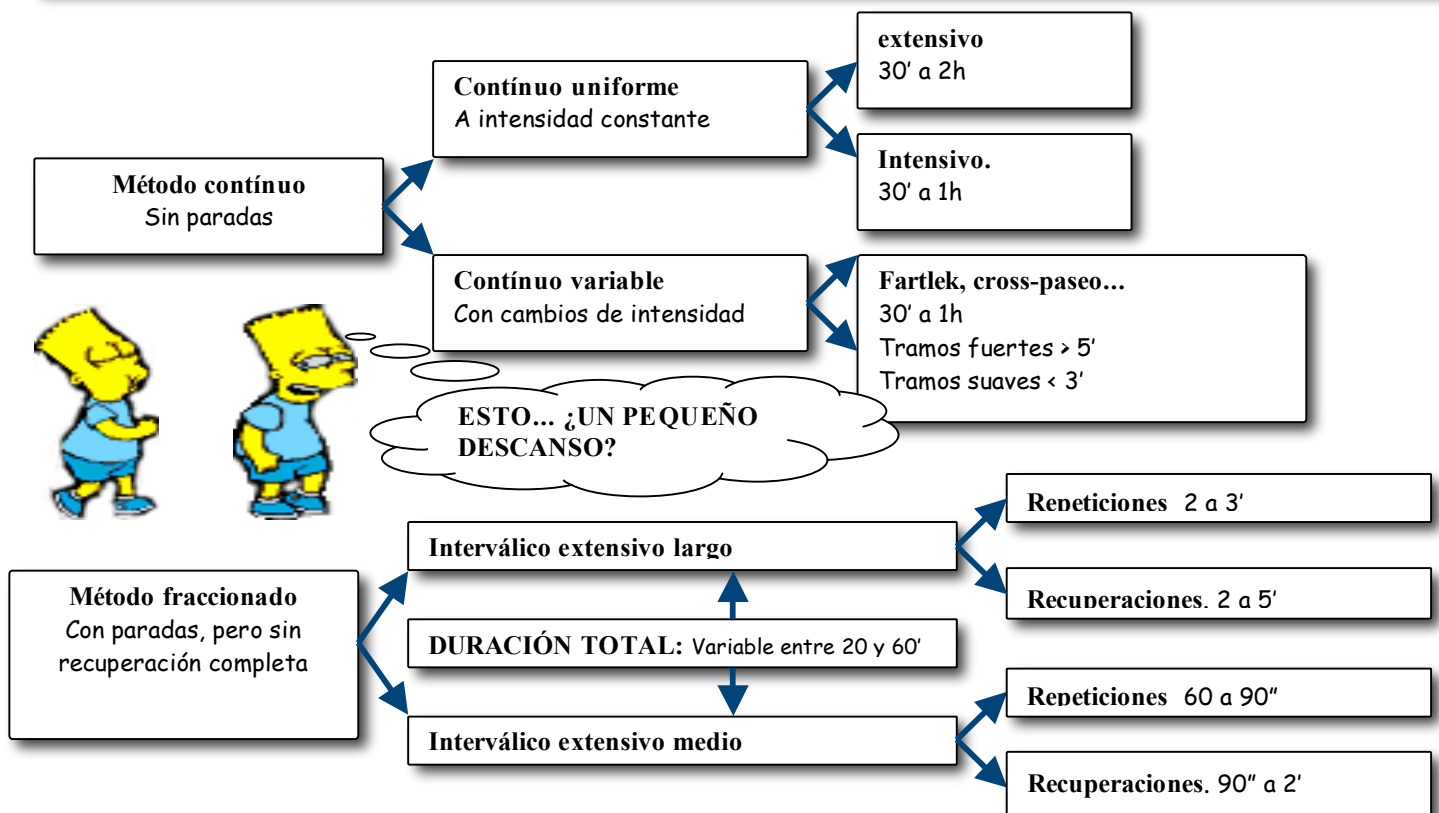 extensivo
30' a 2h
Contínuo uniforme
A intensidad constante
Intensivo.
30' a 1h
Método contínuo
Sin paradas
Contínuo variable
Con cambios de intensidad
Fartlek, cross-paseo...
30' a 1h
Tramos fuertes > 5'
Tramos suaves < 3'
ESTO... ¿UN PEQUEÑO
DESCANSO?
Repeticiones 2 a 3'
Interválico extensivo largo
Recuperaciones. 2 a 5'
Método fraccionado
Con paradas, pero sin
recuperación completa
DURACIÓN TOTAL: Variable entre 20 y 60'
Repeticiones 60 a 90"
Interválico extensivo medio
Recuperaciones. 90" a 2'